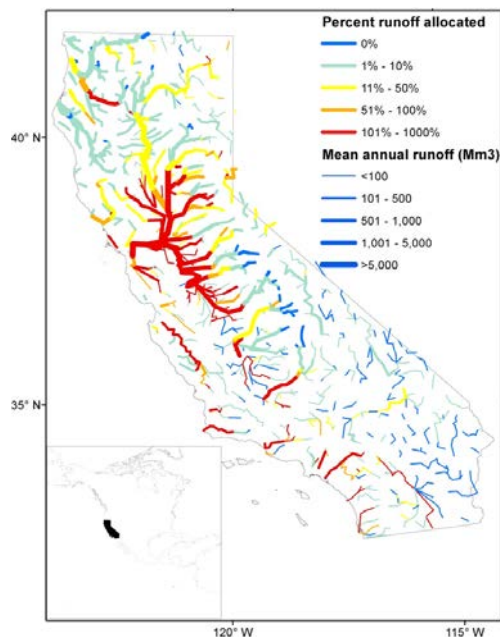 Percent runoff allocated
0%
1% - 10%
11% - 50%
51% - 100%
101% - 1000%
Mean annual runoff (Mm3)
<100
101 - 500
501 - 1,000
1,001 - 5,000
>5,000
40° N
35° N
120° W
115° W